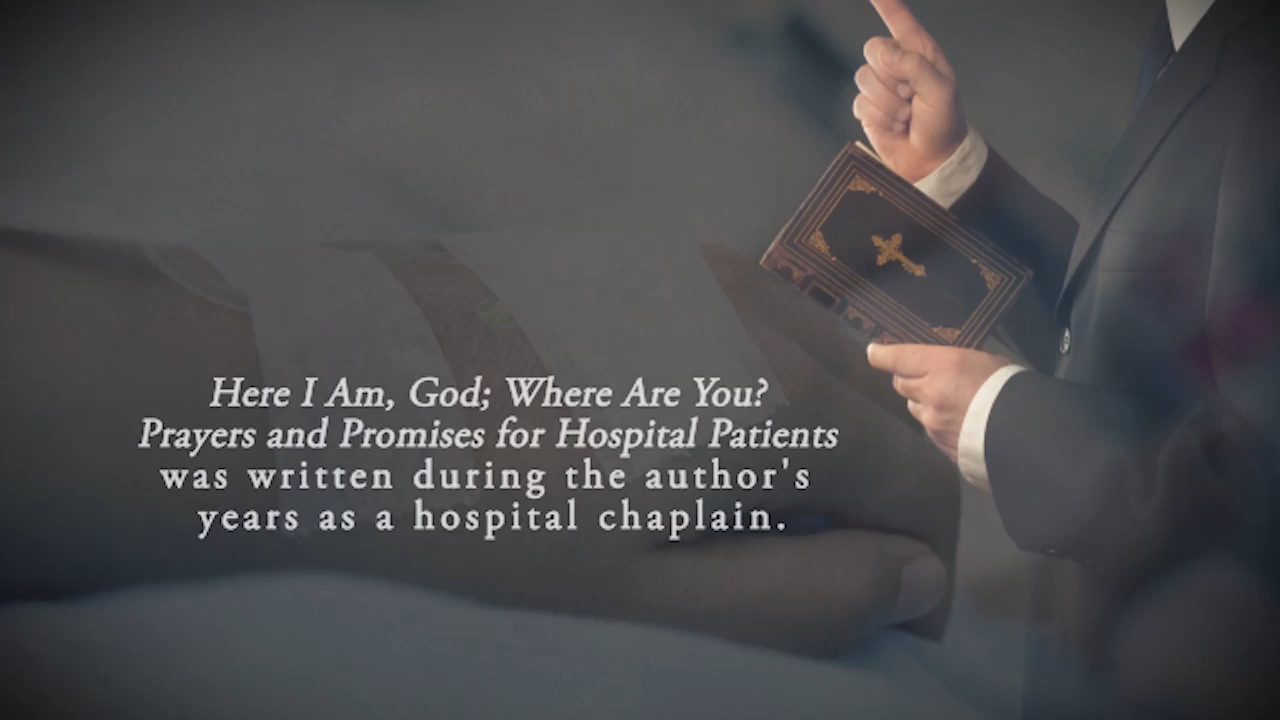 Here I Am, God; Where Are You?
Prayers and Promises for Hospital Patients
was written during the author's
years as a hospital chaplain.